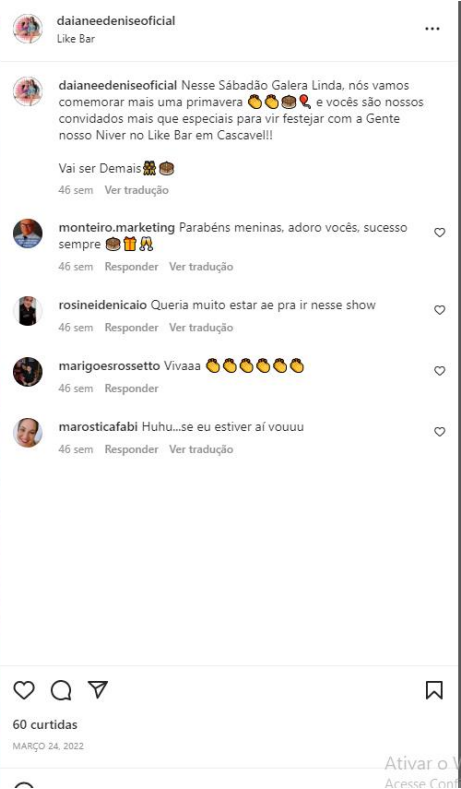 daianeedeniseoficial
Like Bar
daianeedeniseoficial Nesse Sábadão Galera Linda, nós vamos
comemorar mais uma primavera 👏👏🎂🎈 e vocês são nossos
convidados mais que especiais para vir festejar com a Gente
nosso Niver no Like Bar em Cascavel!!
Vai ser Demais👯🎂
46 sem Ver tradução
monteiro.marketing Parabéns meninas, adoro vocês, sucesso
sempre 🎂🎁🥂
46 sem Responder Ver tradução
rosineidenicaio Queria muito estar ae pra ir nesse show
46 sem Responder Ver tradução
marigoesrossetto Vivaaa 👏👏👏👏👏👏
46 sem Responder
marosticafabi Huhu...se eu estiver aí vouuu
46 sem Responder Ver tradução
60 curtidas
MARÇO 24, 2022
Ativar o
Acesse